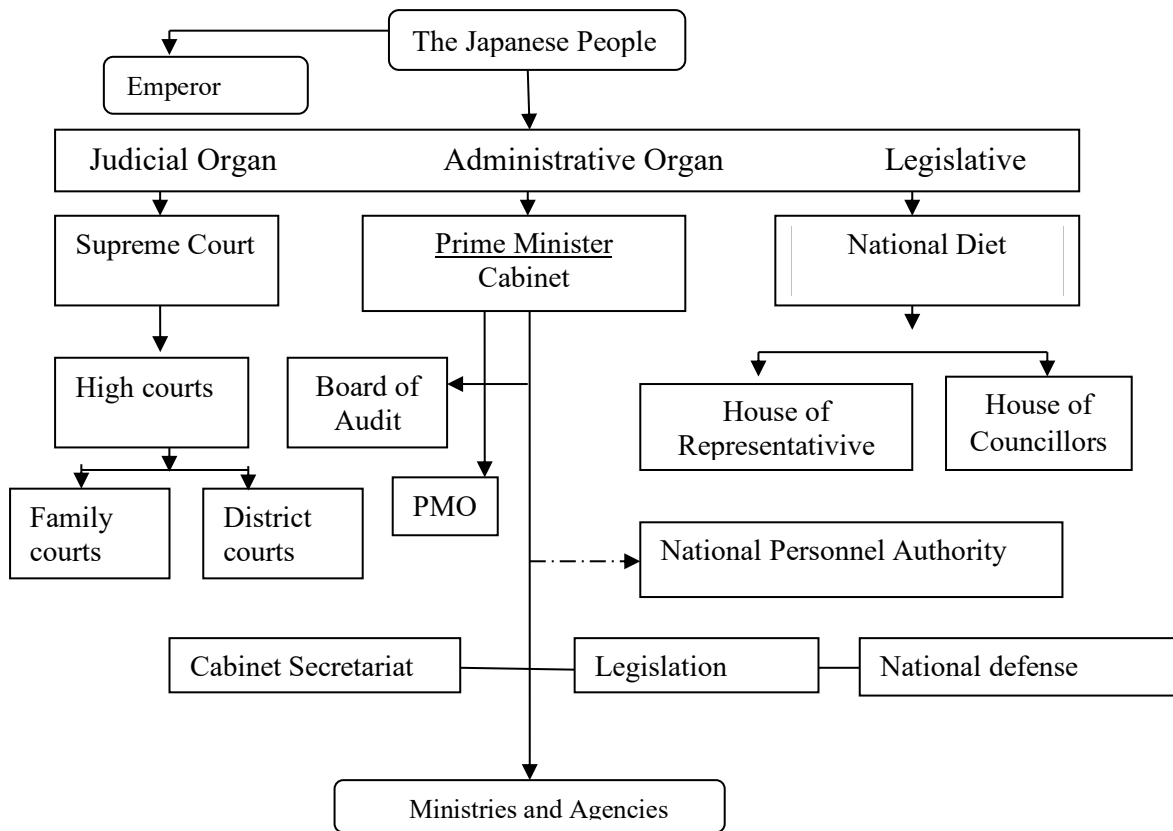 The Japanese People
Emperor
Judicial Organ Administrative Organ Legislative
Supreme Court
Prime Minister
Cabinet
National Diet
High courts
Board of
Audit
House of
Representativive
House of
Councillors
Family
courts
District
courts
PMO
National Personnel Authority
Cabinet Secretariat
Legislation
National defense
Ministries and Agencies